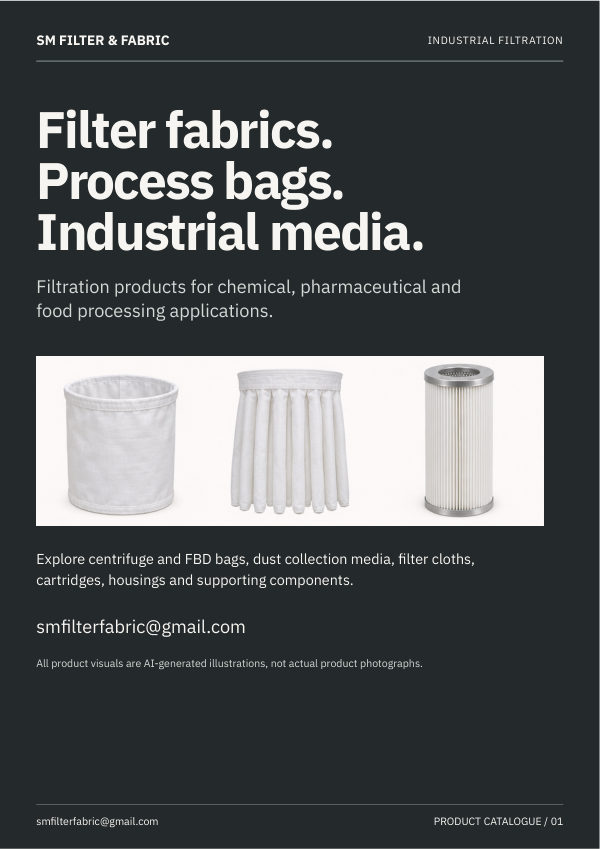 SM FILTER & FABRIC
INDUSTRIAL FILTRATION
Filter fabrics.
Process bags.
Industrial media.
Filtration products for chemical, pharmaceutical and
food processing applications.
Explore centrifuge and FBD bags, dust collection media, filter cloths,
cartridges, housings and supporting components.
smfilterfabric@gmail.com
All product visuals are AI-generated illustrations, not actual product photographs.
smfilterfabric@gmail.com
PRODUCT CATALOGUE / 01